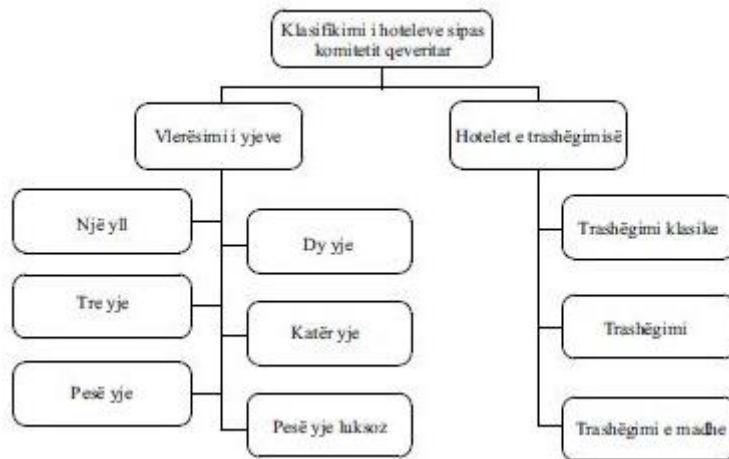 Klasifikimi i hoteleve sipas
komitetit qeveritar
Vlerësimi i yjeve
Hotelet e trashëgimisë
Një yll
Dy yje
Tre yje
Katër yje
Pesë yje
Pesë yje luksoz
Trashëgimi klasike
Trashëgimi
Trashëgimi e madhe